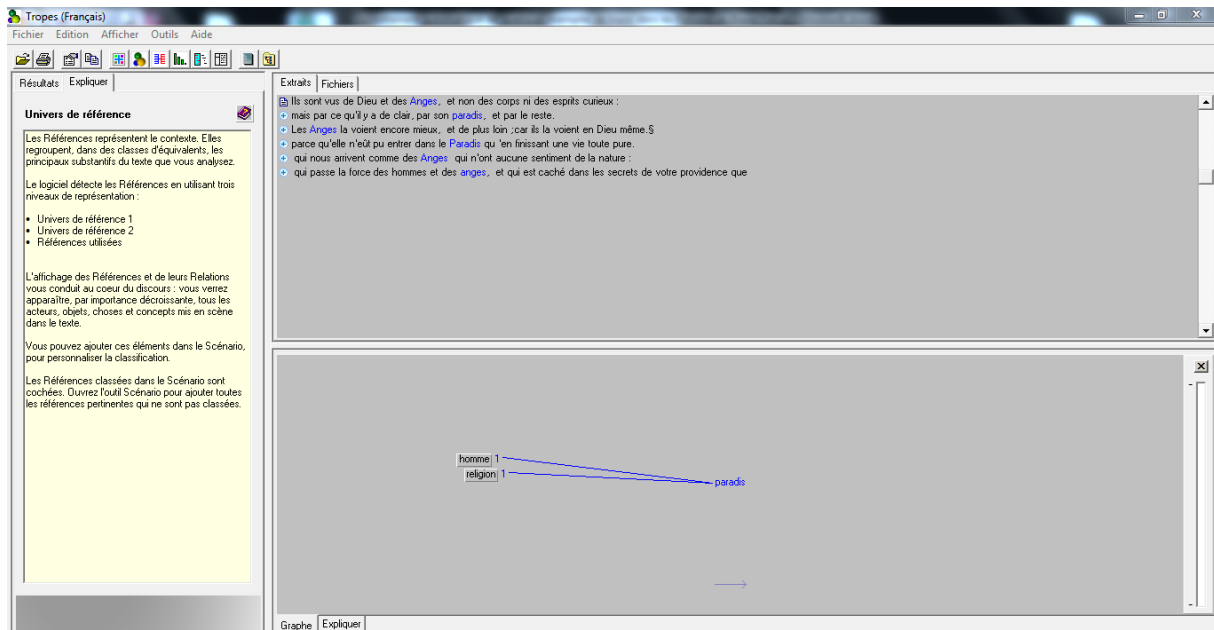 Tropes (Français)
Fichier Edition Afficher Outils Aide
Résultats Expliquer
Univers de référence
Les Références représentent le contexte. Elles
regroupent, dans des classes d'équivalents, les
principaux substantifs du texte que vous analysez.
Le logiciel détecte les Références en utilisant trois
niveaux de représentation :
• Univers de référence 1
• Univers de référence 2
• Références utilisées
L'affichage des Références et de leurs Relations
vous conduit au coeur du discours : vous verrez
apparaître, par importance décroissante, tous les
acteurs, objets, choses et concepts mis en scène
dans le texte.
Vous pouvez ajouter ces éléments dans le Scénario,
pour personnaliser la classification.
Les Références classées dans le Scénario sont
cochées. Ouvrez l'outil Scénario pour ajouter toutes
les références pertinentes qui ne sont pas classées.
Extraits Fichiers
Ils sont vus de Dieu et des Anges, et non des corps ni des esprits curieux :
mais par ce qu'il y a de clair, par son paradis, et par le reste.
Les Anges la voient encore mieux, et de plus loin ;car ils la voient en Dieu même.§
parce qu'elle n'eût pu entrer dans le Paradis qu 'en finissant une vie toute pure.
qui nous arrivent comme des Anges qui n'ont aucune sentiment de la nature :
qui passe la force des hommes et des anges, et qui est caché dans les secrets de votre providence que
homme 1
religion 1
paradis
Graphe Expliquer